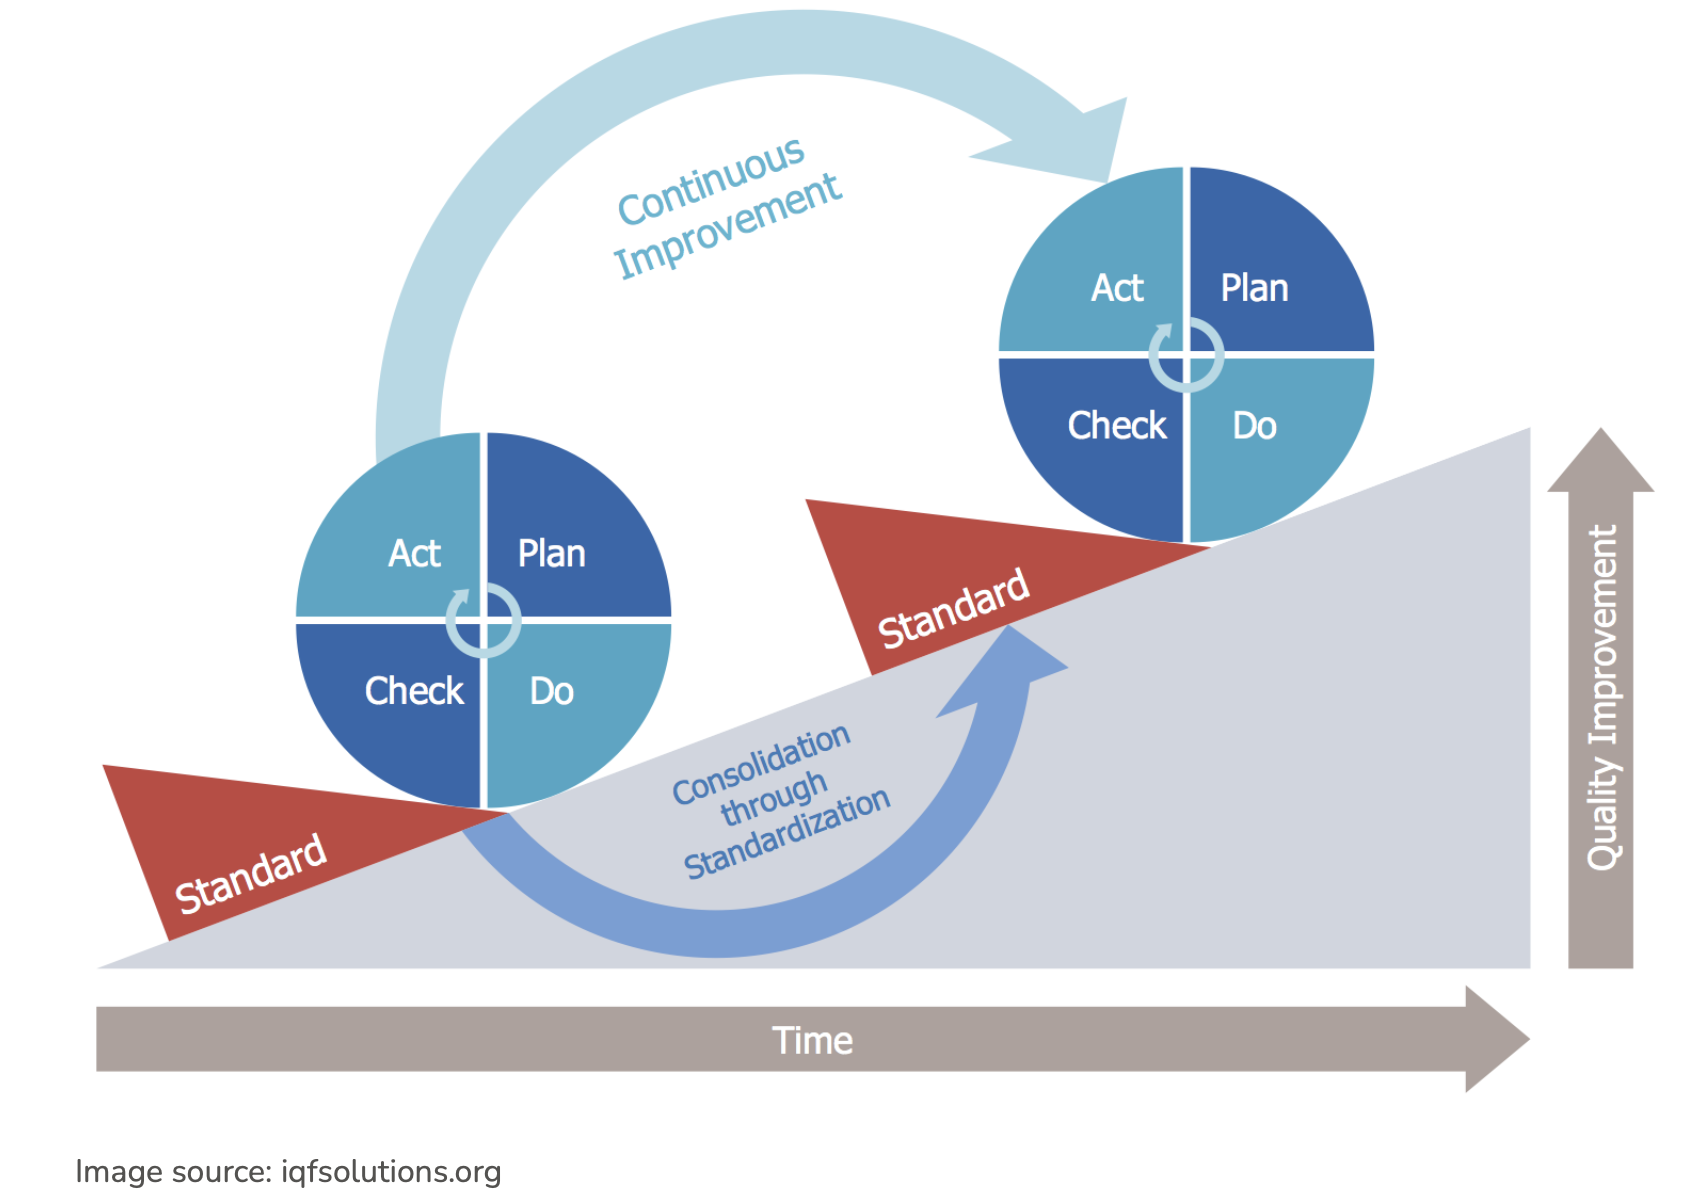 Continuous
Improvement
Act
Plan
Check
Do
Act
Plan
Check
Do
Standard
Standard
Consolidation
through
Standardization
Quality Improvement
Time
Image source: iqfsolutions.org